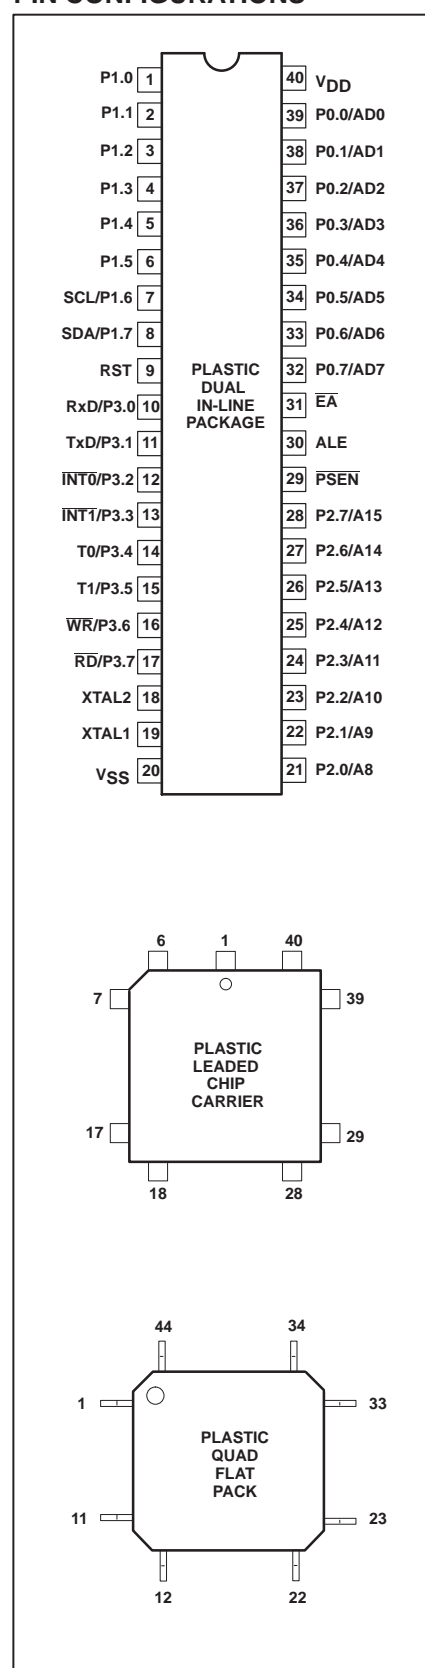 PIN CONFIGURATIONS
P1.0 1 40 VDD
P1.1 2 39 P0.0/AD0
P1.2 3 38 P0.1/AD1
P1.3 4 37 P0.2/AD2
P1.4 5 36 P0.3/AD3
P1.5 6 35 P0.4/AD4
SCL/P1.6 7 34 P0.5/AD5
SDA/P1.7 8 33 P0.6/AD6
RST 9 32 P0.7/AD7
RxD/P3.0 10 31 E̅A̅
TxD/P3.1 11 30 ALE
I̅N̅T̅0̅/P3.2 12 29 P̅S̅E̅N̅
I̅N̅T̅1̅/P3.3 13 28 P2.7/A15
T0/P3.4 14 27 P2.6/A14
T1/P3.5 15 26 P2.5/A13
W̅R̅/P3.6 16 25 P2.4/A12
R̅D̅/P3.7 17 24 P2.3/A11
XTAL2 18 23 P2.2/A10
XTAL1 19 22 P2.1/A9
VSS 20 21 P2.0/A8
PLASTIC
DUAL
IN-LINE
PACKAGE
6 1 40
7 39
PLASTIC
LEADED
CHIP
CARRIER
17 29
18 28
44 34
1 33
PLASTIC
QUAD
FLAT
PACK
11 23
12 22